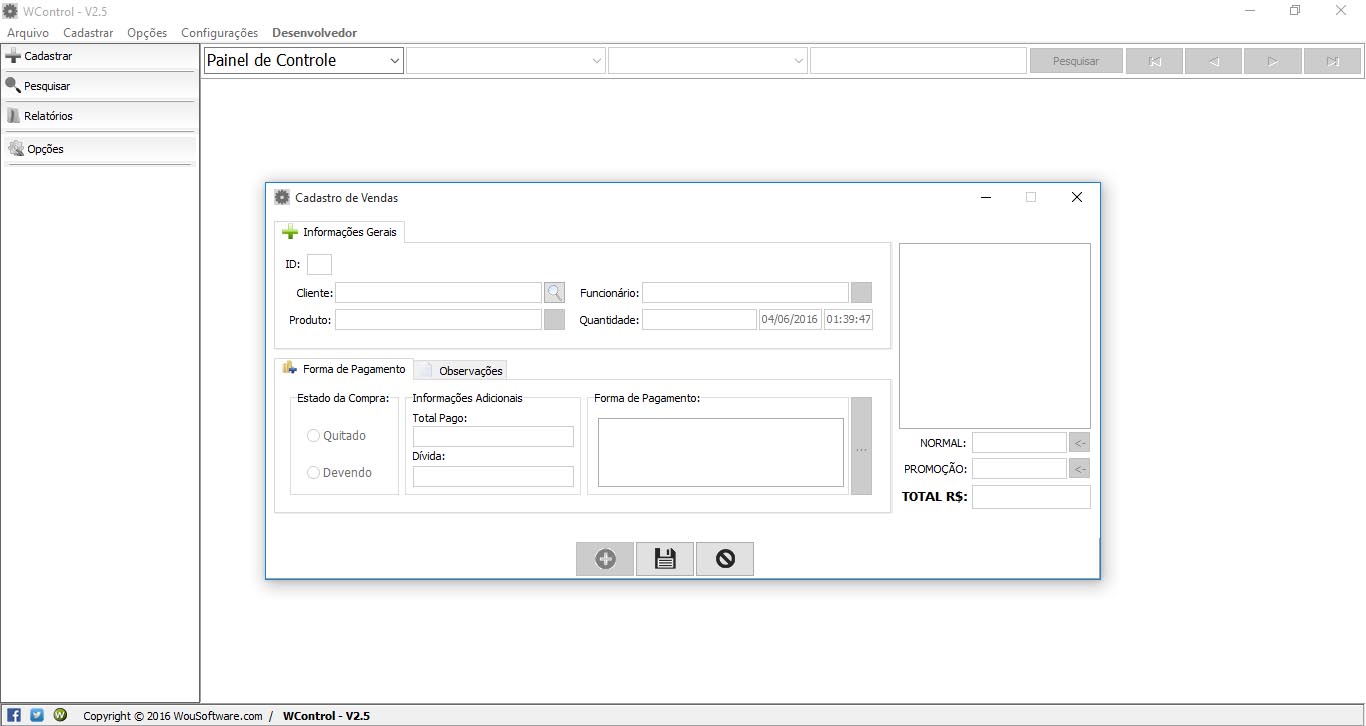 WControl - V2.5
Arquivo Cadastrar Opções Configurações Desenvolvedor
Cadastrar
Pesquisar
Relatórios
Opções
Painel de Controle
Pesquisar
Cadastro de Vendas
Informações Gerais
ID:
Cliente: Funcionário:
Produto: Quantidade: 04/06/2016 01:39:47
Forma de Pagamento Observações
Estado da Compra: Informações Adicionais Forma de Pagamento:
Total Pago:
Quitado
Dívida:
Devendo
...
NORMAL: <-
PROMOÇÃO: <-
TOTAL R$:
Copyright © 2016 WouSoftware.com / WControl - V2.5